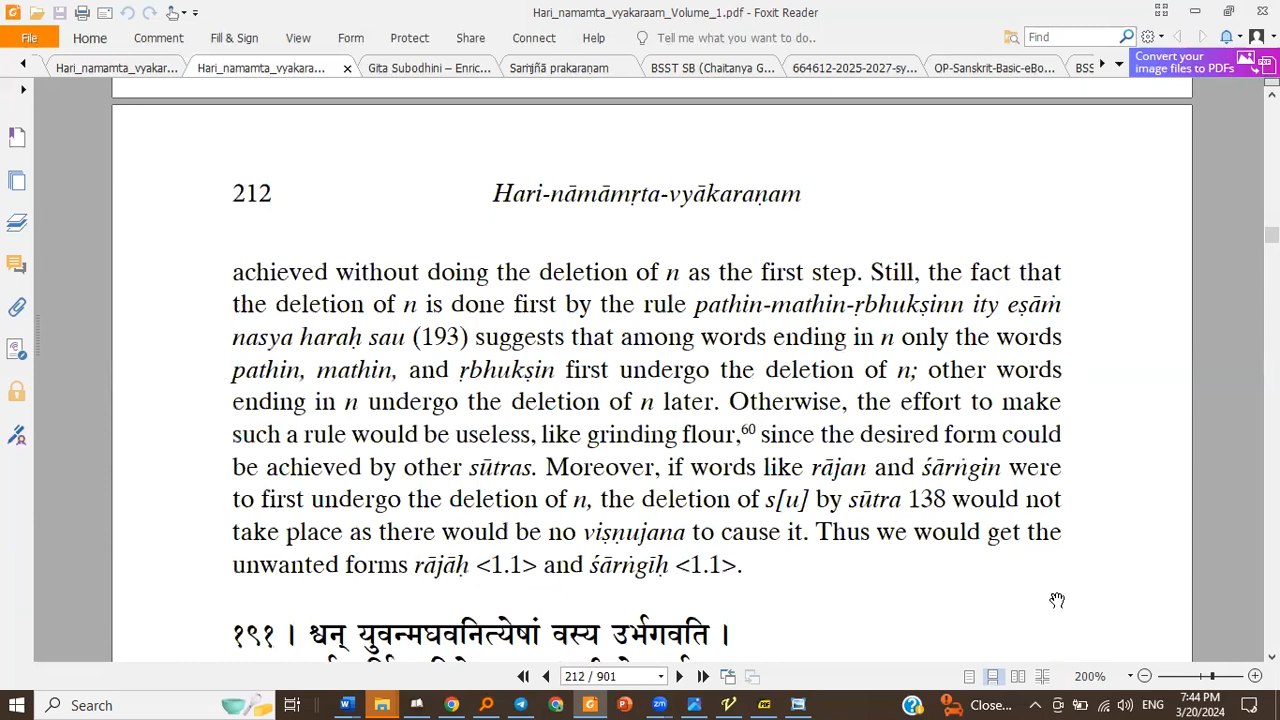 Hari_namamta_vyakaraam_Volume_1.pdf - Foxit Reader
File Home Comment Fill & Sign View Form Protect Share Connect Help Tell me what you want to do.. Find
Hari_namamta_vyakar... Hari_namamta_vyakara... Gita Subodhini – Enric... Saṁjñā prakaraṇam BSST SB (Chaitanya G... 664612-2025-2027-sy... OP-Sanskrit-Basic-eBo... BSS
Convert your
image files to PDFs
212 Hari-nāmāmṛta-vyākaraṇam
achieved without doing the deletion of n as the first step. Still, the fact that
the deletion of n is done first by the rule pathin-mathin-ṛbhukṣinn ity eṣāṁ
nasya haraḥ sau (193) suggests that among words ending in n only the words
pathin, mathin, and ṛbhukṣin first undergo the deletion of n; other words
ending in n undergo the deletion of n later. Otherwise, the effort to make
such a rule would be useless, like grinding flour,60 since the desired form could
be achieved by other sūtras. Moreover, if words like rājan and śārṅgin were
to first undergo the deletion of n, the deletion of s[u] by sūtra 138 would not
take place as there would be no viṣṇujana to cause it. Thus we would get the
unwanted forms rājāḥ <1.1> and śārṅgīḥ <1.1>.
१९१ । श्वन् युवन्मघवनित्येषां वस्य उर्भगवति ।
212 / 901 200%
Search Close... 7:44 PM
3/20/2024